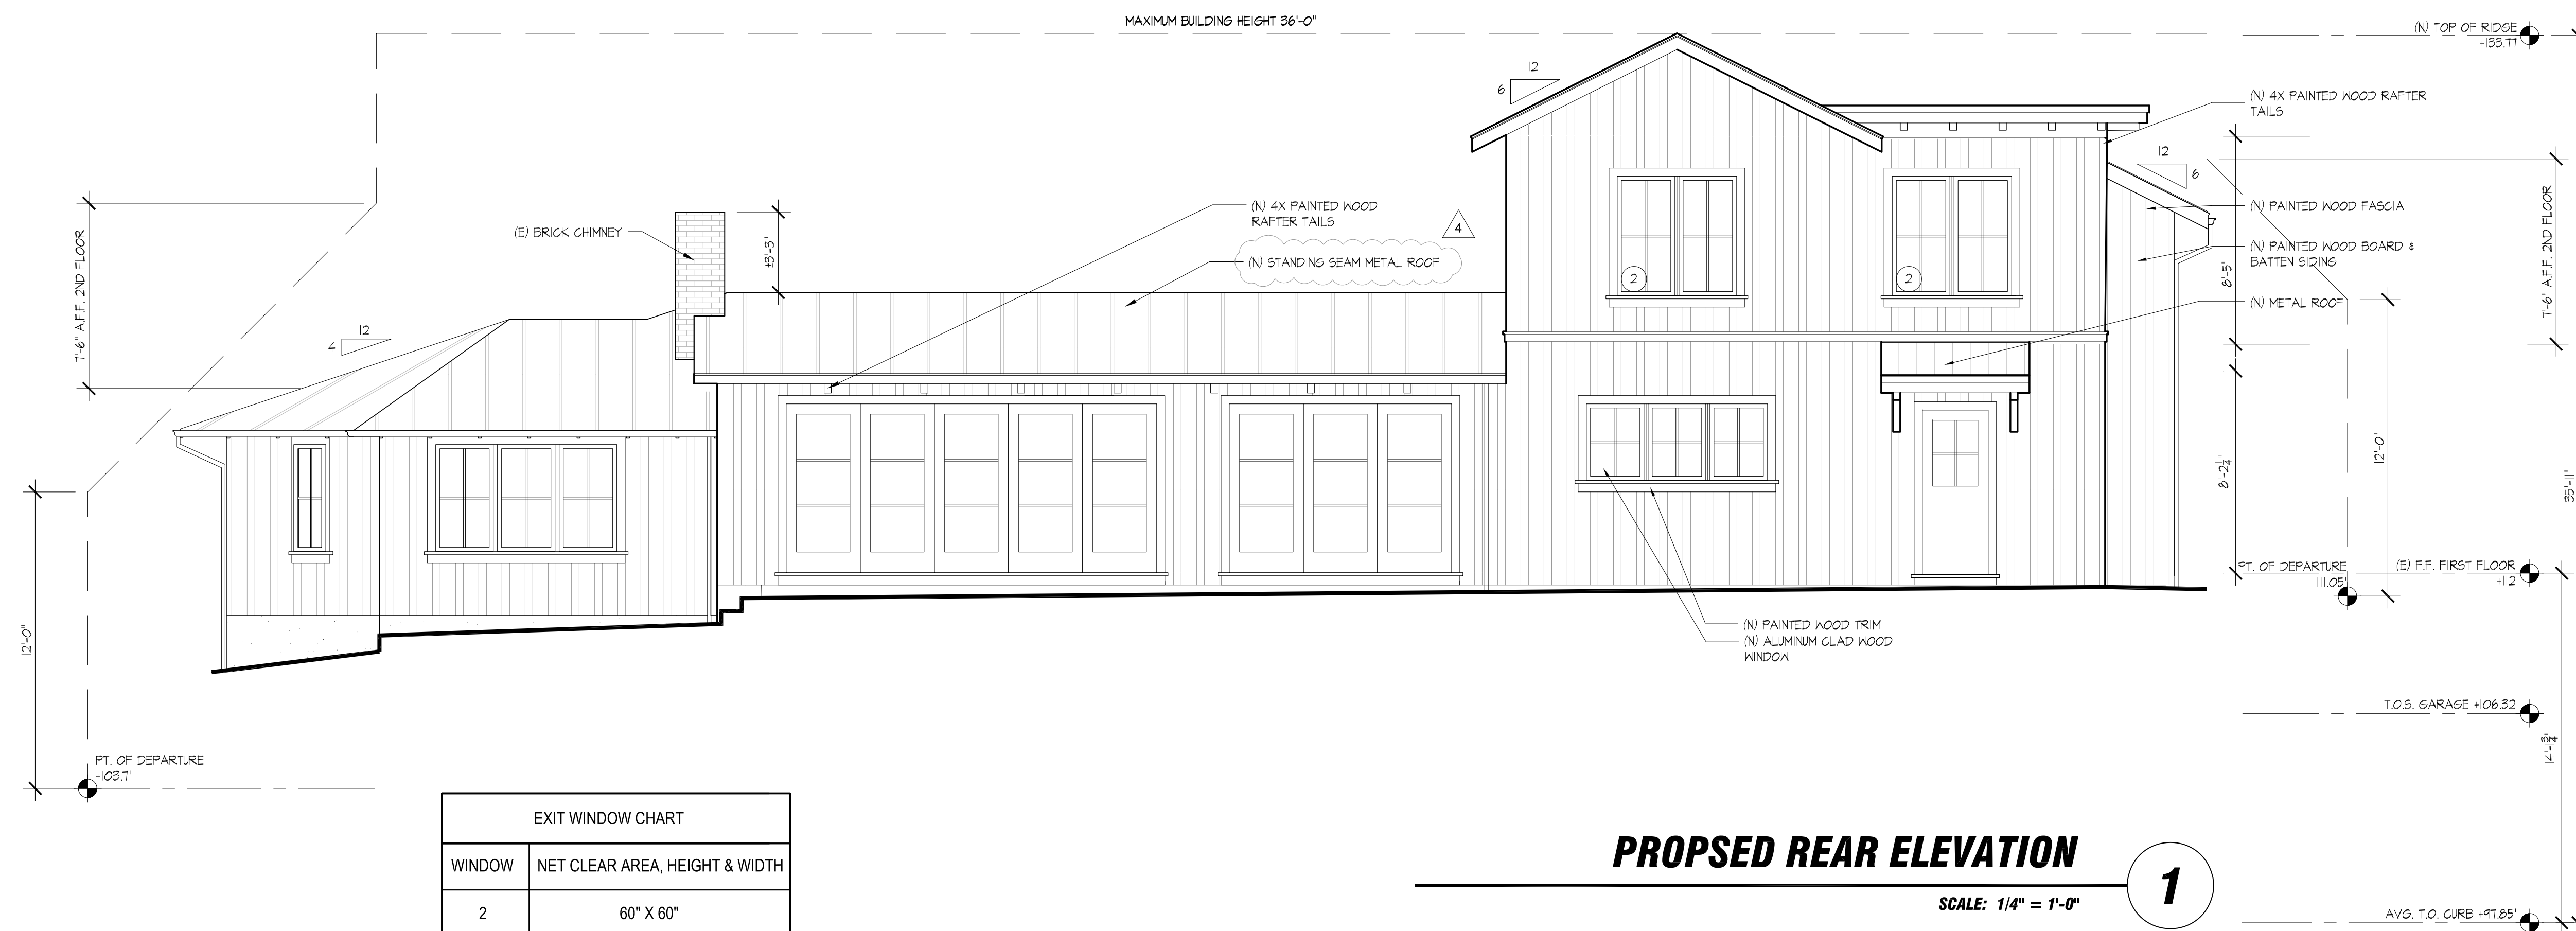 MAXIMUM BUILDING HEIGHT 36'-0"
(N) TOP OF RIDGE
+133.77
12
6
(N) 4X PAINTED WOOD RAFTER
TAILS
12
6
7'-6" A.F.F. 2ND FLOOR
(E) BRICK CHIMNEY
±3'-3"
(N) 4X PAINTED WOOD
RAFTER TAILS
4
(N) STANDING SEAM METAL ROOF
2
2
(N) PAINTED WOOD FASCIA
(N) PAINTED WOOD BOARD &
BATTEN SIDING
(N) METAL ROOF
8'-5"
7'-6" A.F.F. 2ND FLOOR
12
4
8'-2 1/4"
12'-0"
35'-11"
PT. OF DEPARTURE
111.05'
(E) F.F. FIRST FLOOR
+112
12'-0"
(N) PAINTED WOOD TRIM
(N) ALUMINUM CLAD WOOD
WINDOW
T.O.S. GARAGE +106.32
14'-1 3/4"
PT. OF DEPARTURE
+103.7'
EXIT WINDOW CHART
WINDOW NET CLEAR AREA, HEIGHT & WIDTH
2 60" X 60"
PROPSED REAR ELEVATION
1
SCALE: 1/4" = 1'-0"
AVG. T.O. CURB +97.85'